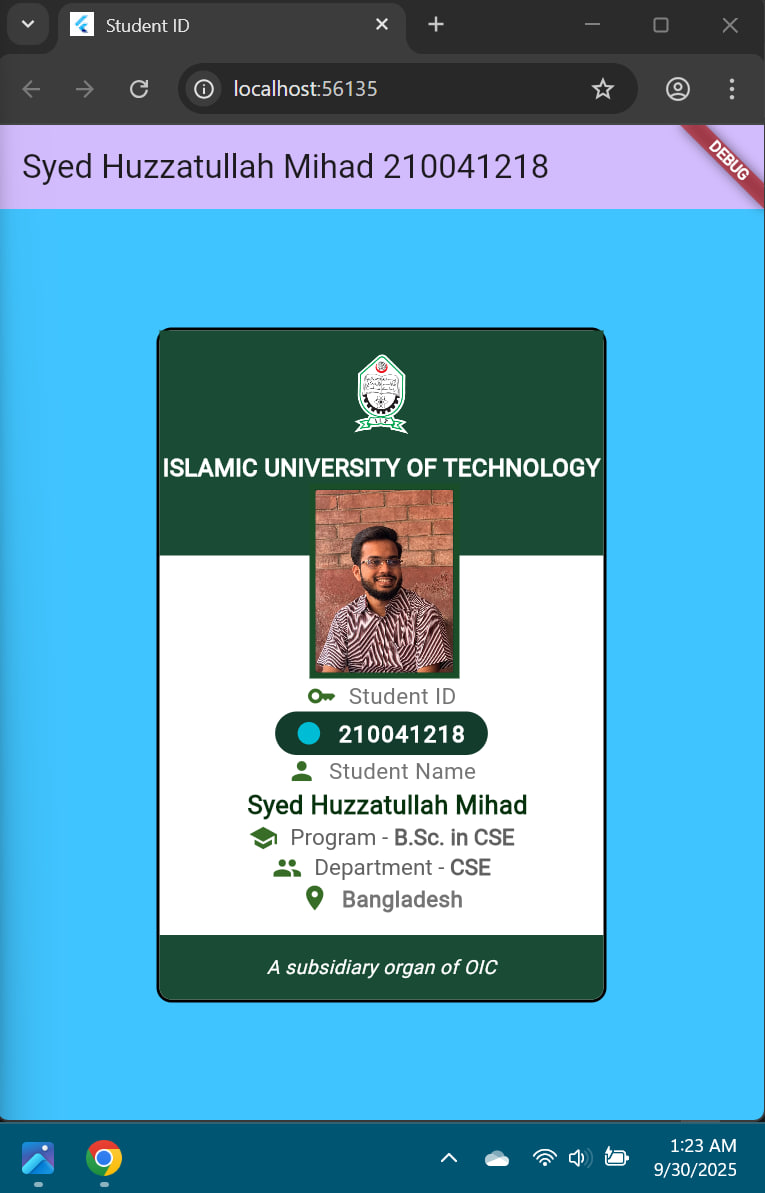 Student ID
localhost:56135
Syed Huzzatullah Mihad 210041218
DEBUG
ISLAMIC UNIVERSITY OF TECHNOLOGY
Student ID
210041218
Student Name
Syed Huzzatullah Mihad
Program - B.Sc. in CSE
Department - CSE
Bangladesh
A subsidiary organ of OIC
1:23 AM
9/30/2025